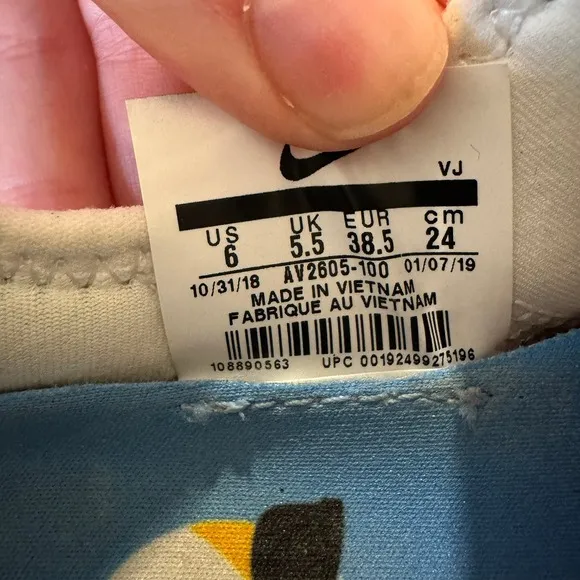 VJ
US UK EUR cm
6 5.5 38.5 24
10/31/18 AV2605-100 01/07/19
MADE IN VIETNAM
FABRIQUE AU VIETNAM
108890563 UPC 00192499275196